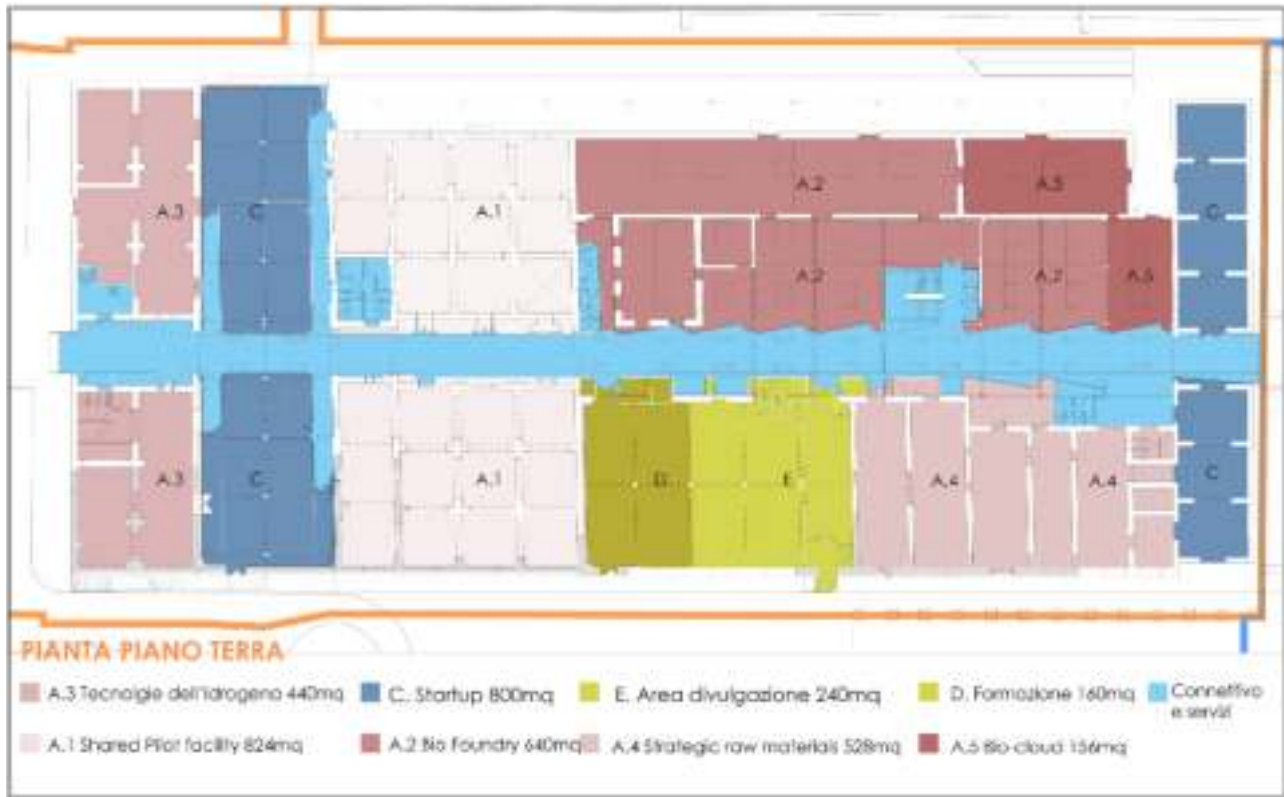 A.2
A.5
A.3
C
A.1
C
A.2
A.2
A.5
A.3
C
A.1
D
E
A.4
A.4
C
PIANTA PIANO TERRA
A.3 Tecnolgie dell'Idrogeno 440mq
C. Startup 800mq
E. Area divulgazione 240mq
D. Formazione 160mq
Connettivo
e servizi
A.1 Shared Pilot facility 824mq
A.2 Bio Foundry 640mq
A.4 Strategic raw materials 528mq
A.5 Bio-cloud 156mq